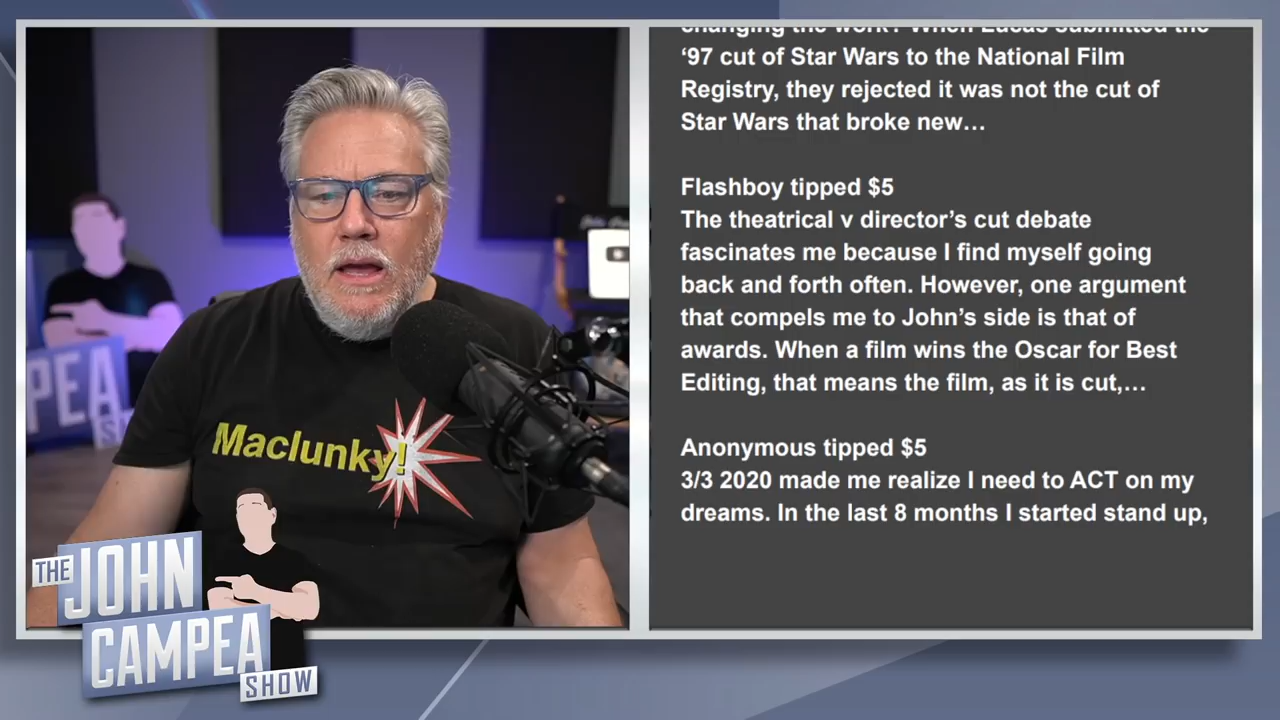 changing the work? When Lucas submitted the
‘97 cut of Star Wars to the National Film
Registry, they rejected it was not the cut of
Star Wars that broke new…
Flashboy tipped $5
The theatrical v director’s cut debate
fascinates me because I find myself going
back and forth often. However, one argument
that compels me to John’s side is that of
awards. When a film wins the Oscar for Best
Editing, that means the film, as it is cut,…
Anonymous tipped $5
3/3 2020 made me realize I need to ACT on my
dreams. In the last 8 months I started stand up,
Maclunky!
PEA
THE
JOHN
CAMPEA
SHOW